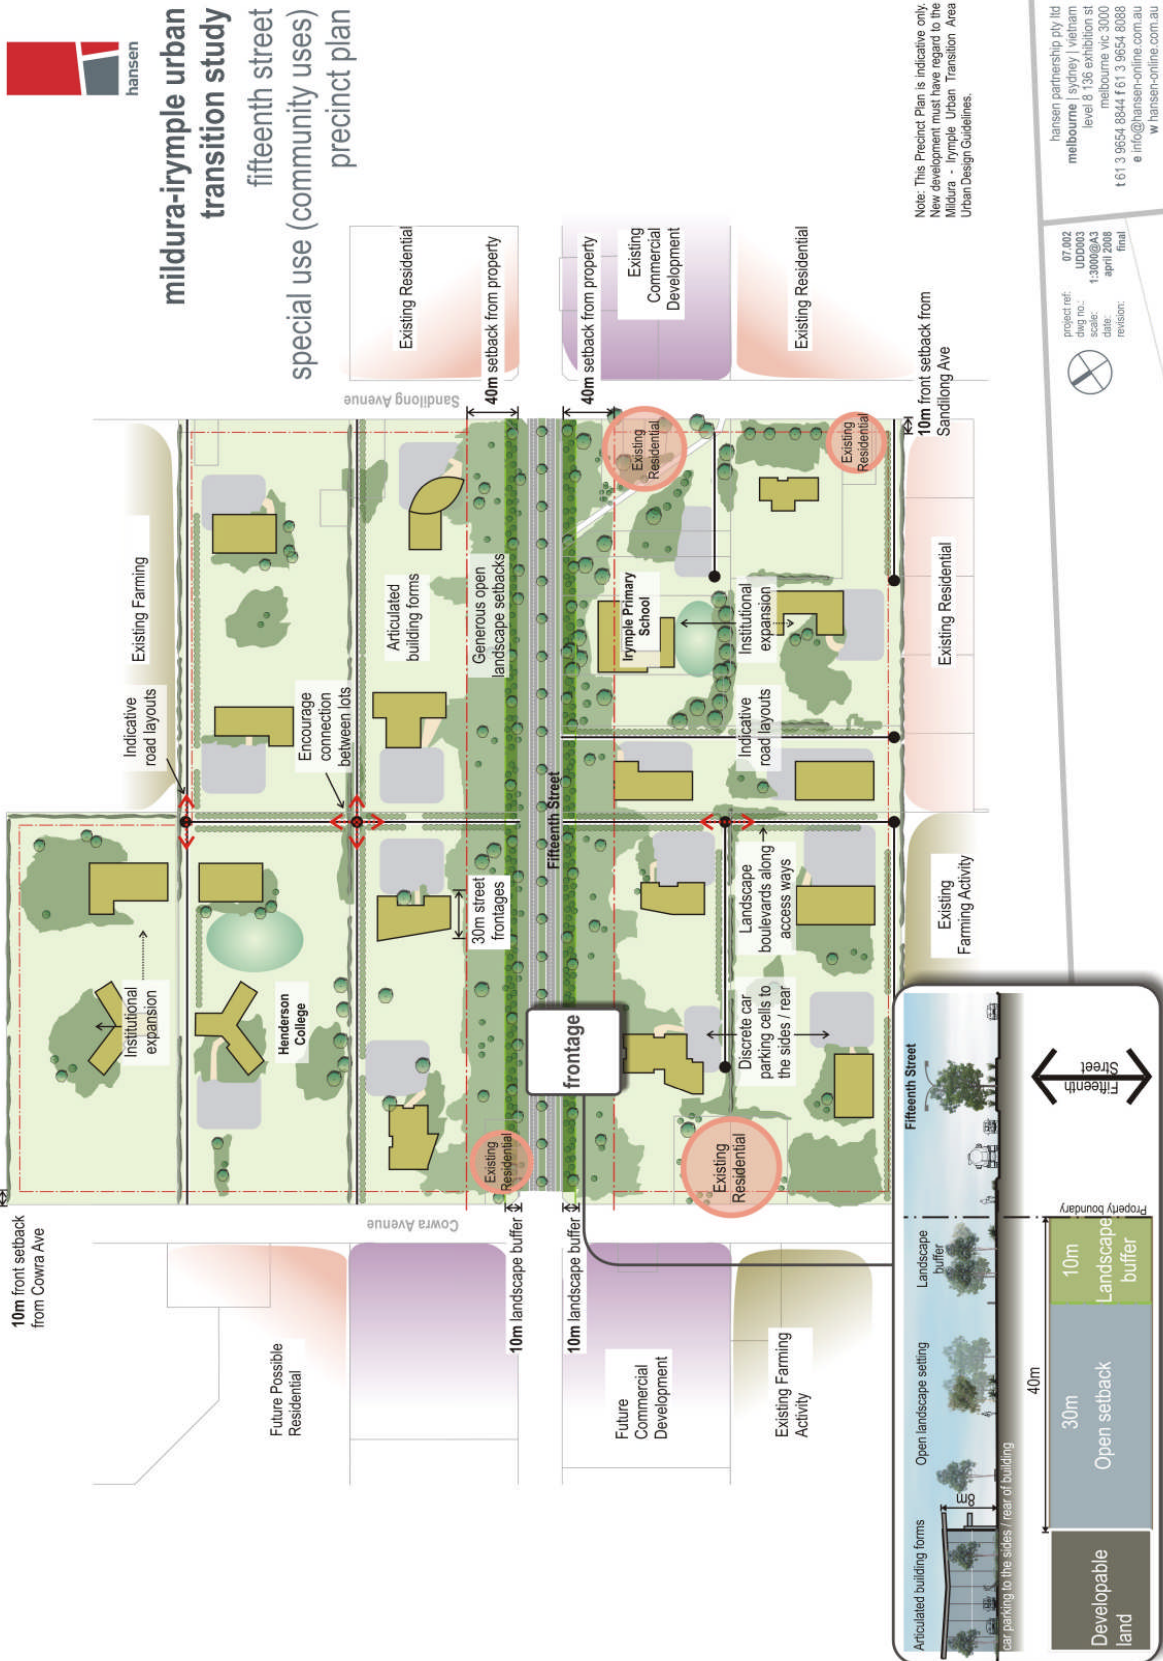 hansen
mildura-irymple urban
transition study
fifteenth street
special use (community uses)
precinct plan
10m front setback
from Cowra Ave
Future Possible
Residential
Cowra Avenue
10m landscape buffer
10m landscape buffer
Future
Commercial
Development
Existing Farming
Activity
Institutional
expansion
Henderson
College
Indicative
road layouts
Existing Farming
Encourage
connection
between lots
Articulated
building forms
30m street
frontages
Generous open
landscape setbacks
Existing
Residential
Fifteenth Street
frontage
Existing
Residential
Discrete car
parking cells to
the sides / rear
Landscape
boulevards along
access ways
Indicative
road layouts
Irymple Primary
School
Institutional
expansion
Existing
Residential
Existing
Residential
Existing
Farming Activity
Existing Residential
Sandilong Avenue
Existing Residential
40m setback from property
40m setback from property
Existing
Commercial
Development
Existing Residential
10m front setback from
Sandilong Ave
Articulated building forms
Open landscape setting
Landscape
buffer
Fifteenth Street
8m
car parking to the sides / rear of building
40m
Property boundary
Developable
land
30m
Open setback
10m
Landscape
buffer
Fifteenth
Street
Note: This Precinct Plan is indicative only.
New development must have regard to the
Mildura - Irymple Urban Transition Area
Urban Design Guidelines.
project ref: 07.002
dwg no.: UDD003
scale: 1:3000@A3
date: april 2008
revision: final
hansen partnership pty ltd
melbourne | sydney | vietnam
level 8 136 exhibition st
melbourne vic 3000
t 61 3 9654 8844 f 61 3 9654 8088
e info@hansen-online.com.au
w hansen-online.com.au